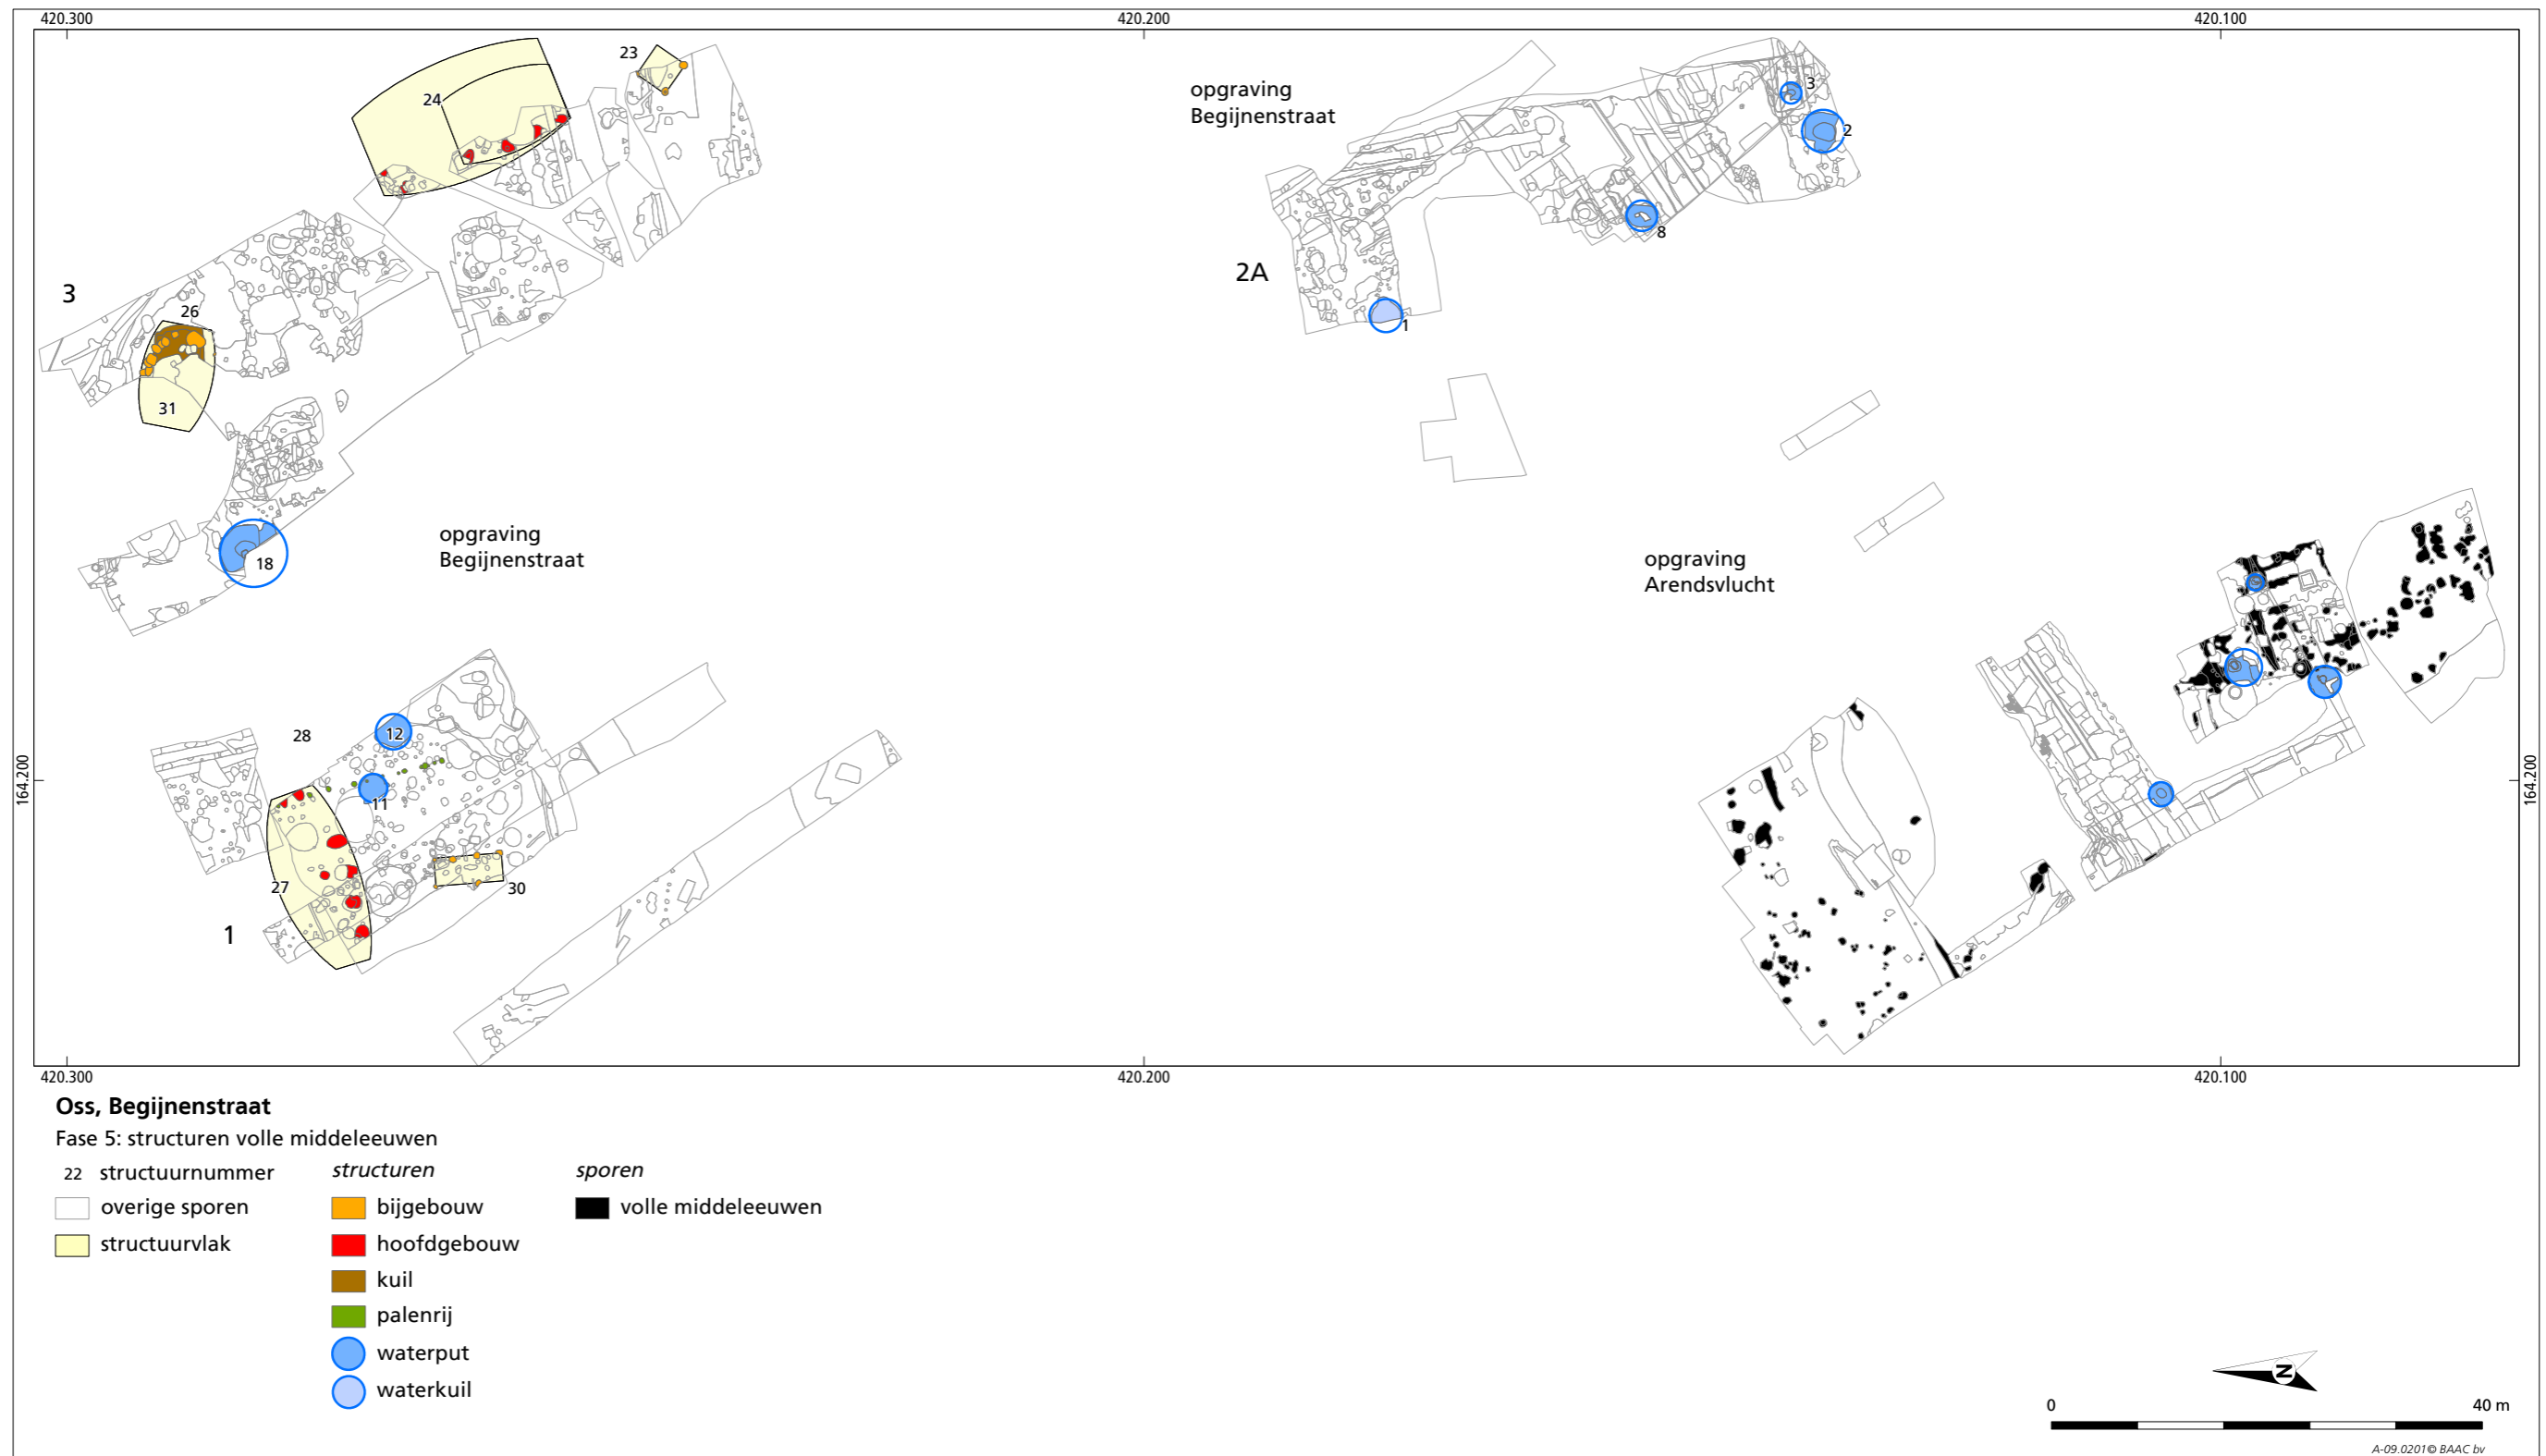 420.300
420.200
420.100
23
24
opgraving
Begijnenstraat
3
2
8
2A
1
3
26
31
18
opgraving
Begijnenstraat
opgraving
Arendsvlucht
12
28
11
164.200
164.200
27
30
1
420.300
420.200
420.100
Oss, Begijnenstraat
Fase 5: structuren volle middeleeuwen
22 structuurnummer
overige sporen
structuurvlak
structuren
bijgebouw
hoofdgebouw
kuil
palenrij
waterput
waterkuil
sporen
volle middeleeuwen
N
0 40 m
A-09.0201© BAAC bv